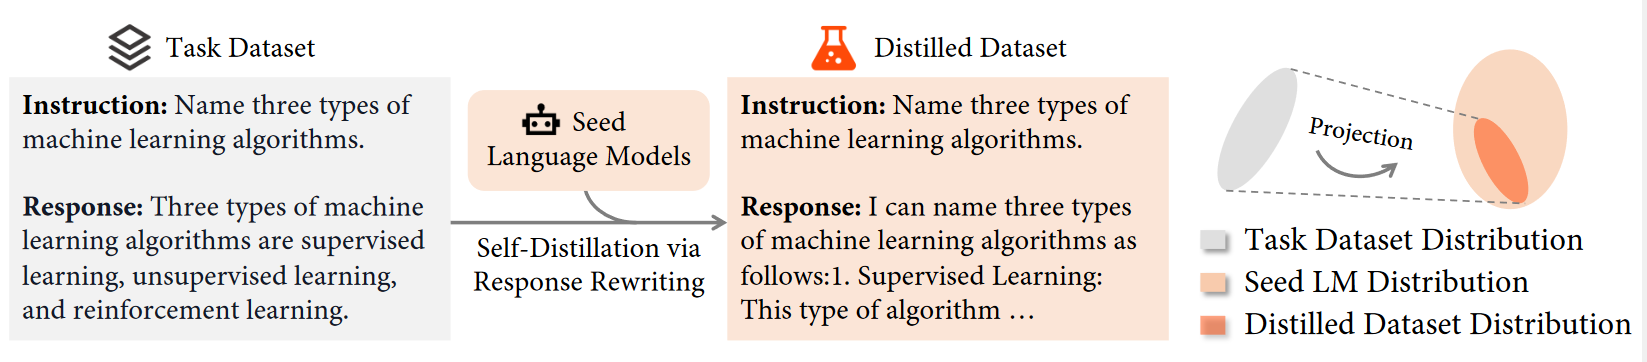 Task Dataset
Instruction: Name three types of
machine learning algorithms.
Response: Three types of machine
learning algorithms are supervised
learning, unsupervised learning,
and reinforcement learning.
Seed
Language Models
Self-Distillation via
Response Rewriting
Distilled Dataset
Instruction: Name three types of
machine learning algorithms.
Response: I can name three types
of machine learning algorithms as
follows:1. Supervised Learning:
This type of algorithm …
Projection
Task Dataset Distribution
Seed LM Distribution
Distilled Dataset Distribution